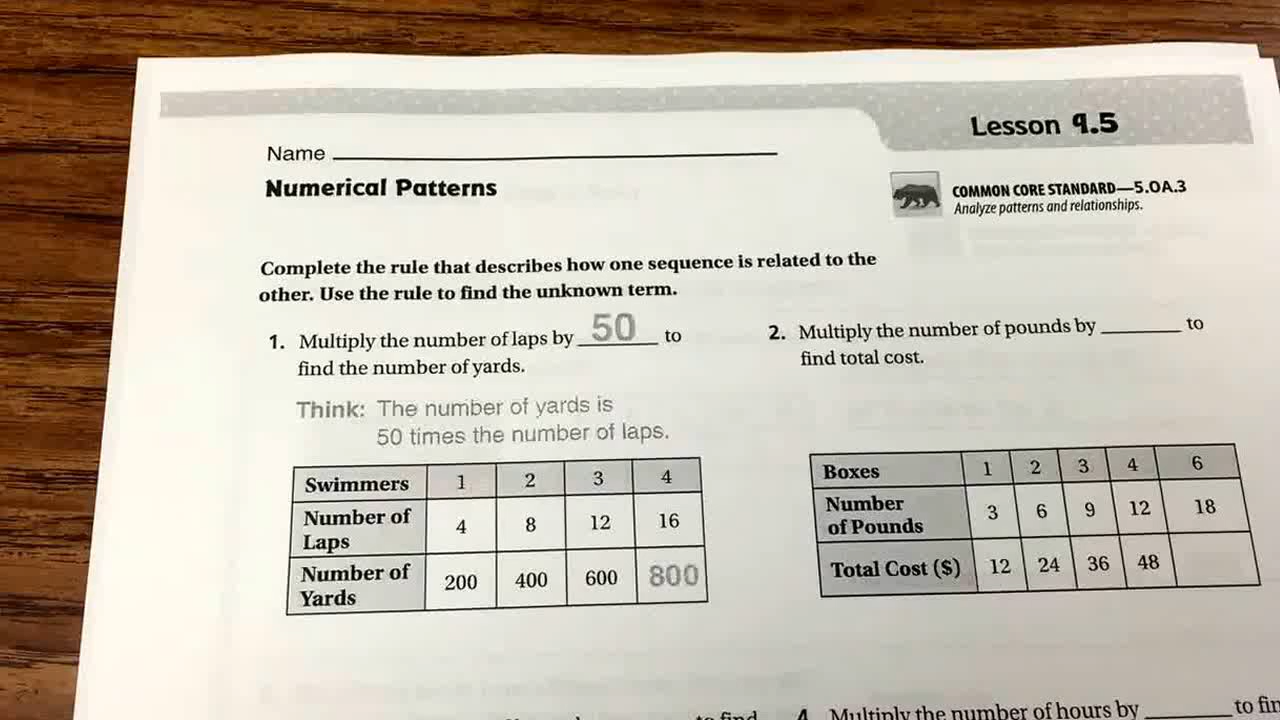 Lesson 9.5
Name
Numerical Patterns
COMMON CORE STANDARD—5.OA.3
Analyze patterns and relationships.
Complete the rule that describes how one sequence is related to the
other. Use the rule to find the unknown term.
1. Multiply the number of laps by 50 to
find the number of yards.
Think: The number of yards is
50 times the number of laps.
Swimmers 1 2 3 4
Number of Laps 4 8 12 16
Number of Yards 200 400 600 800
2. Multiply the number of pounds by ______ to
find total cost.
Boxes 1 2 3 4 6
Number of Pounds 3 6 9 12 18
Total Cost ($) 12 24 36 48
to find
4. Multiply the number of hours by ______ to